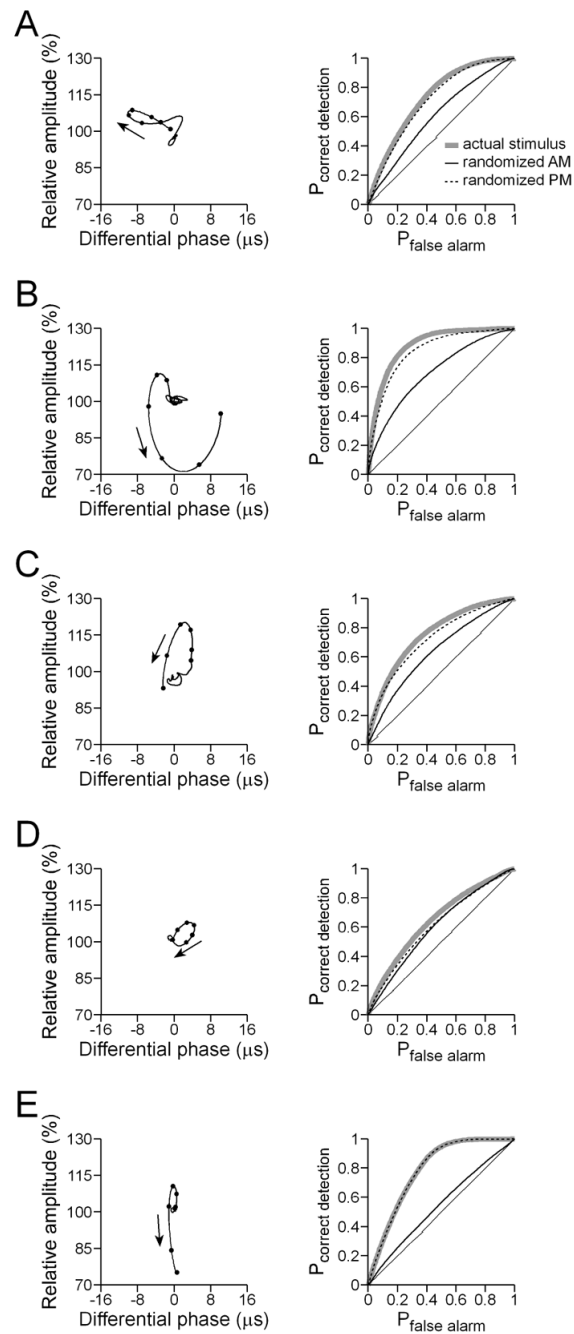 A
Relative amplitude (%)
130
115
100
85
70
-16 -8 0 8 16
Differential phase (µs)
P correct detection
1
0.8
0.6
0.4
0.2
0
0 0.2 0.4 0.6 0.8 1
P false alarm
actual stimulus
randomized AM
randomized PM
B
Relative amplitude (%)
130
115
100
85
70
-16 -8 0 8 16
Differential phase (µs)
P correct detection
1
0.8
0.6
0.4
0.2
0
0 0.2 0.4 0.6 0.8 1
P false alarm
C
Relative amplitude (%)
130
115
100
85
70
-16 -8 0 8 16
Differential phase (µs)
P correct detection
1
0.8
0.6
0.4
0.2
0
0 0.2 0.4 0.6 0.8 1
P false alarm
D
Relative amplitude (%)
130
115
100
85
70
-16 -8 0 8 16
Differential phase (µs)
P correct detection
1
0.8
0.6
0.4
0.2
0
0 0.2 0.4 0.6 0.8 1
P false alarm
E
Relative amplitude (%)
130
115
100
85
70
-16 -8 0 8 16
Differential phase (µs)
P correct detection
1
0.8
0.6
0.4
0.2
0
0 0.2 0.4 0.6 0.8 1
P false alarm